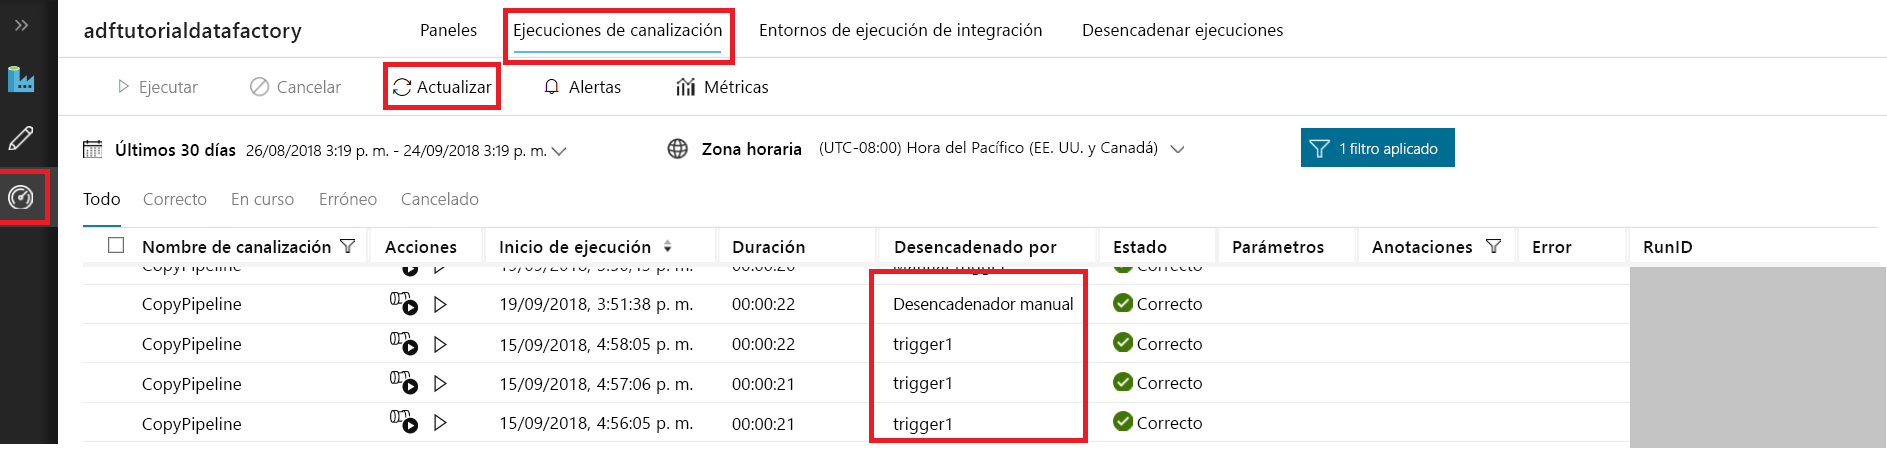 adftutorialdatafactory Paneles Ejecuciones de canalización Entornos de ejecución de integración Desencadenar ejecuciones
Ejecutar Cancelar Actualizar Alertas Métricas
Últimos 30 días 26/08/2018 3:19 p. m. - 24/09/2018 3:19 p. m. Zona horaria (UTC-08:00) Hora del Pacífico (EE. UU. y Canadá) 1 filtro aplicado
Todo Correcto En curso Erróneo Cancelado
Nombre de canalización Acciones Inicio de ejecución Duración Desencadenado por Estado Parámetros Anotaciones Error RunID
CopyPipeline 00:00:20 Correcto
CopyPipeline 19/09/2018, 3:51:38 p. m. 00:00:22 Desencadenador manual Correcto
CopyPipeline 15/09/2018, 4:58:05 p. m. 00:00:22 trigger1 Correcto
CopyPipeline 15/09/2018, 4:57:06 p. m. 00:00:21 trigger1 Correcto
CopyPipeline 15/09/2018, 4:56:05 p. m. 00:00:21 trigger1 Correcto